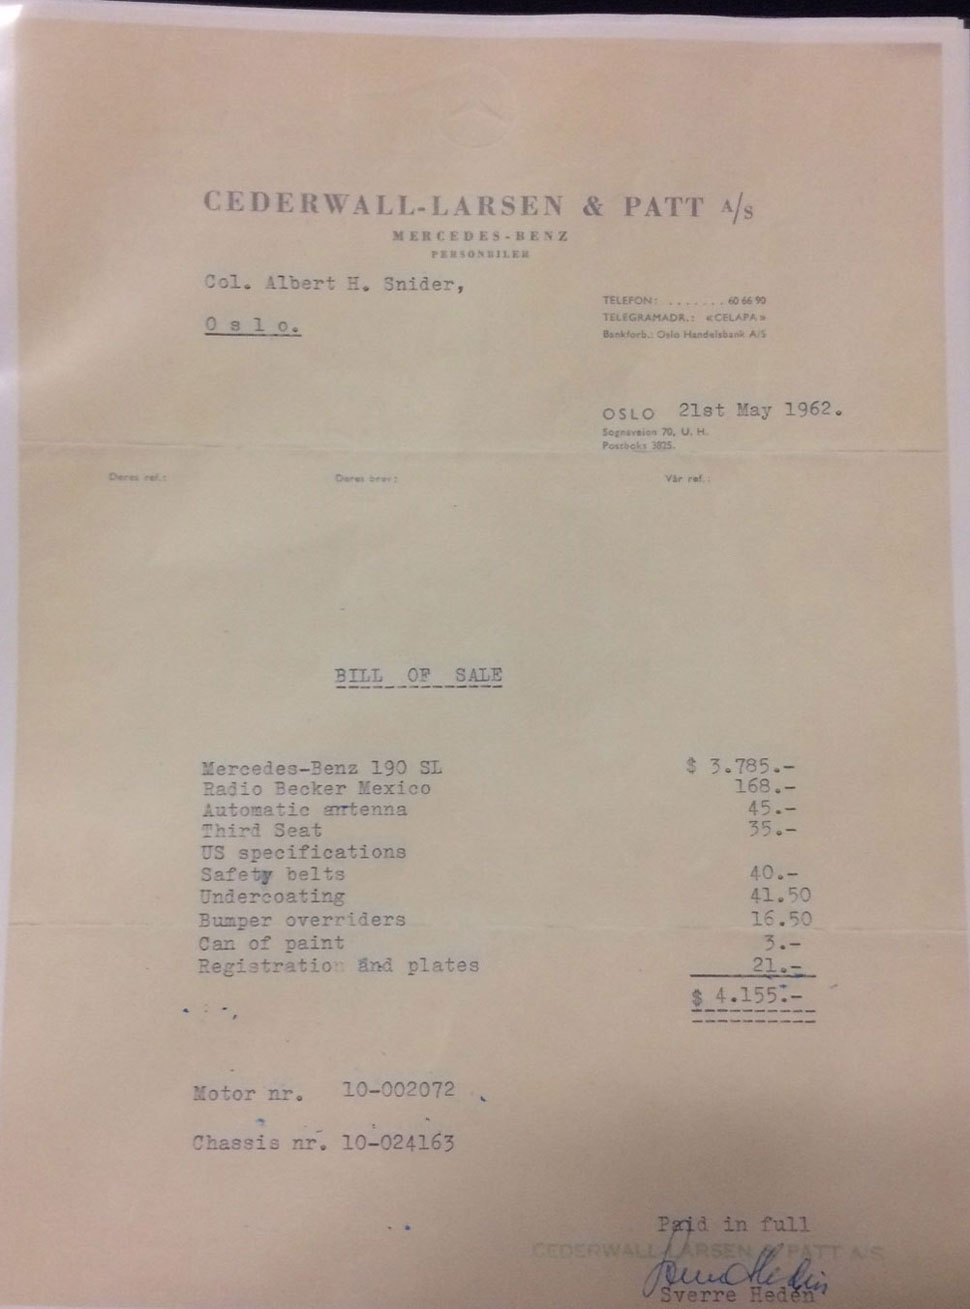 CEDERWALL-LARSEN & PATT A/S
MERCEDES-BENZ
PERSONBILER
Col. Albert H. Snider,
Oslo.
TELEFON: ....... 60 66 90
TELEGRAMADR.: «CELAPA»
Bankforb.: Oslo Handelsbank A/S
OSLO 21st May 1962.
Sognsveien 70, U. H.
Postboks 3825.
Deres ref.: Deres brev: Vår ref.:
BILL OF SALE
Mercedes-Benz 190 SL $ 3.785.-
Radio Becker Mexico 168.-
Automatic antenna 45.-
Third Seat 35.-
US specifications
Safety belts 40.-
Undercoating 41.50
Bumper overriders 16.50
Can of paint 3.-
Registration and plates 21.-
$ 4.155.-
Motor nr. 10-002072
Chassis nr. 10-024163
Paid in full
CEDERWALL-LARSEN & PATT A/S
Sverre Hedén